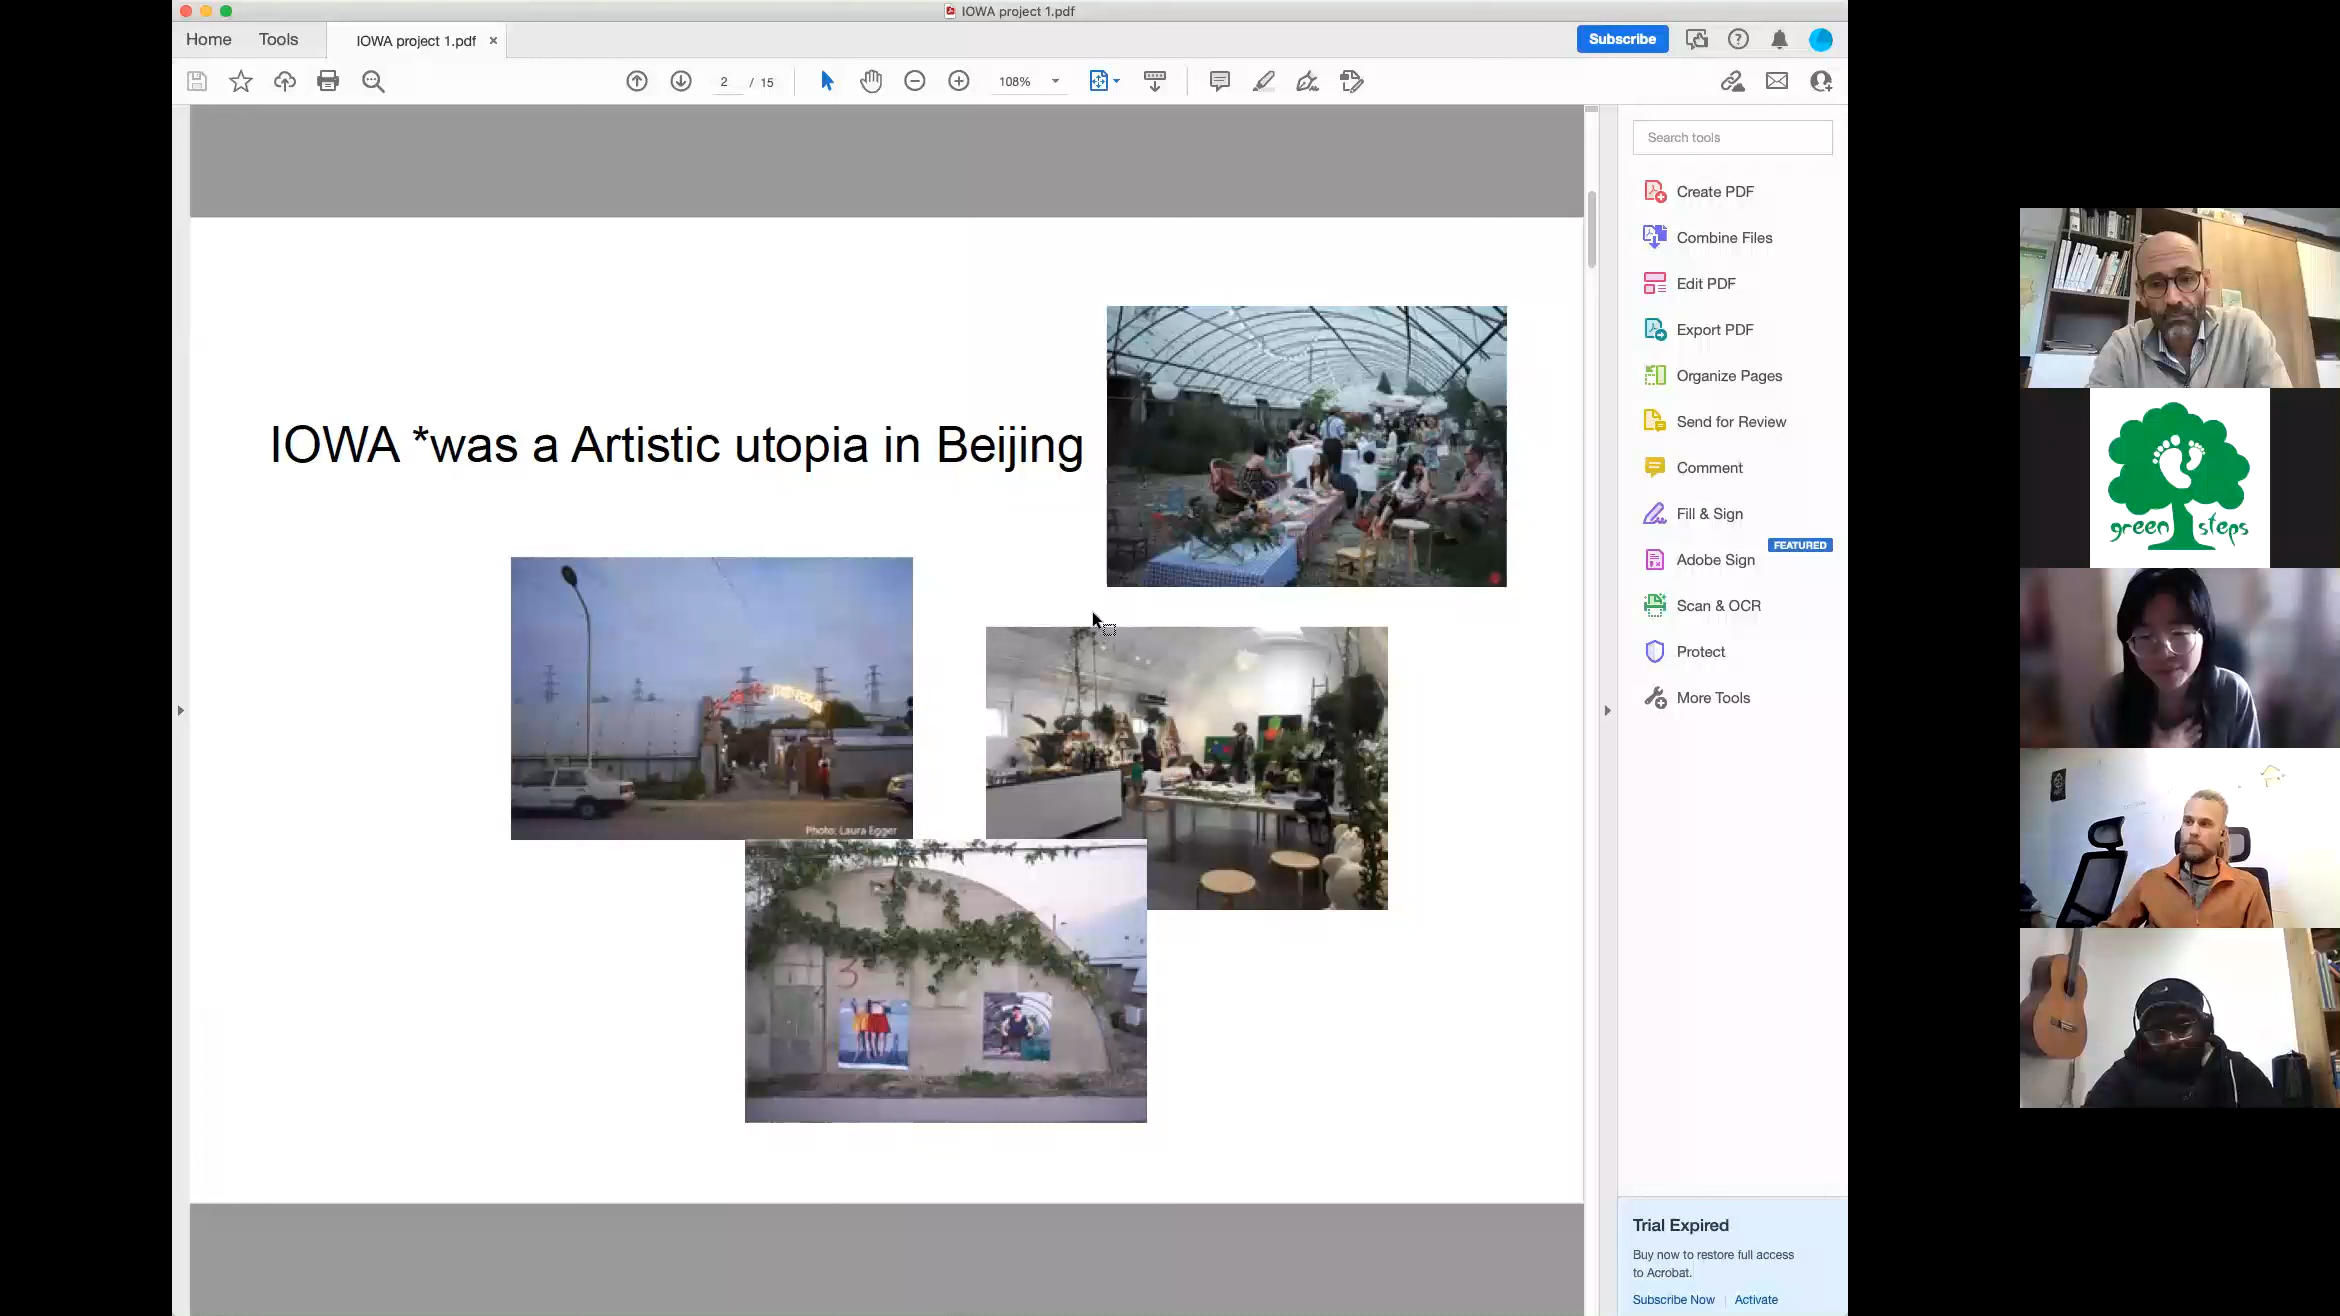 IOWA project 1.pdf
Home
Tools
IOWA project 1.pdf
Subscribe
2 / 15
108%
Search tools
Create PDF
Combine Files
Edit PDF
Export PDF
Organize Pages
Send for Review
Comment
Fill & Sign
FEATURED
Adobe Sign
Scan & OCR
Protect
More Tools
IOWA *was a Artistic utopia in Beijing
Photo: Laura Egger
3
Trial Expired
Buy now to restore full access
to Acrobat.
Subscribe Now | Activate
green steps